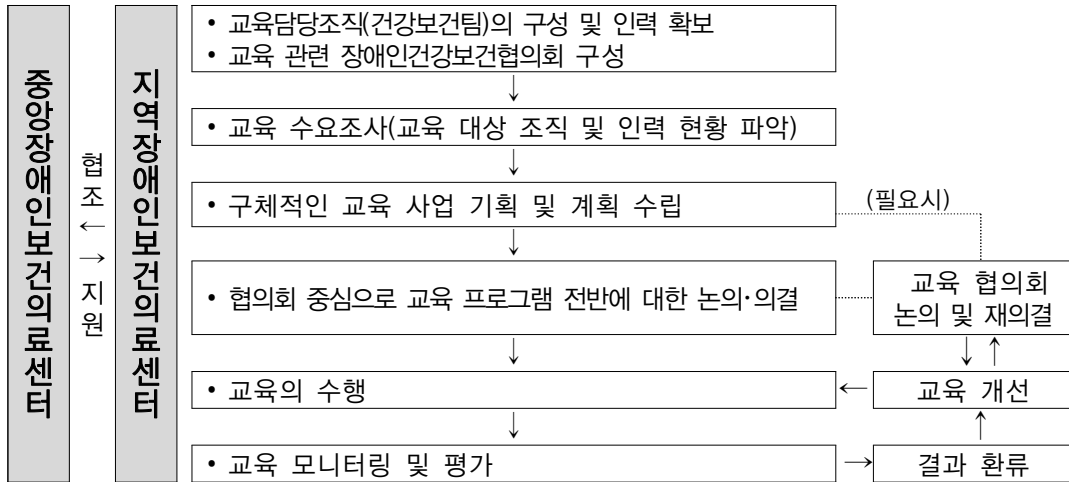 중앙장애인보건의료센터
협조
←
→
지원
지역장애인보건의료센터
• 교육담당조직(건강보건팀)의 구성 및 인력 확보
• 교육 관련 장애인건강보건협의회 구성
↓
• 교육 수요조사(교육 대상 조직 및 인력 현황 파악)
↓
• 구체적인 교육 사업 기획 및 계획 수립
(필요시)
↓
• 협의회 중심으로 교육 프로그램 전반에 대한 논의·의결
교육 협의회
논의 및 재의결
↓
↓↑
• 교육의 수행
←
교육 개선
↓
↑
• 교육 모니터링 및 평가
→
결과 환류